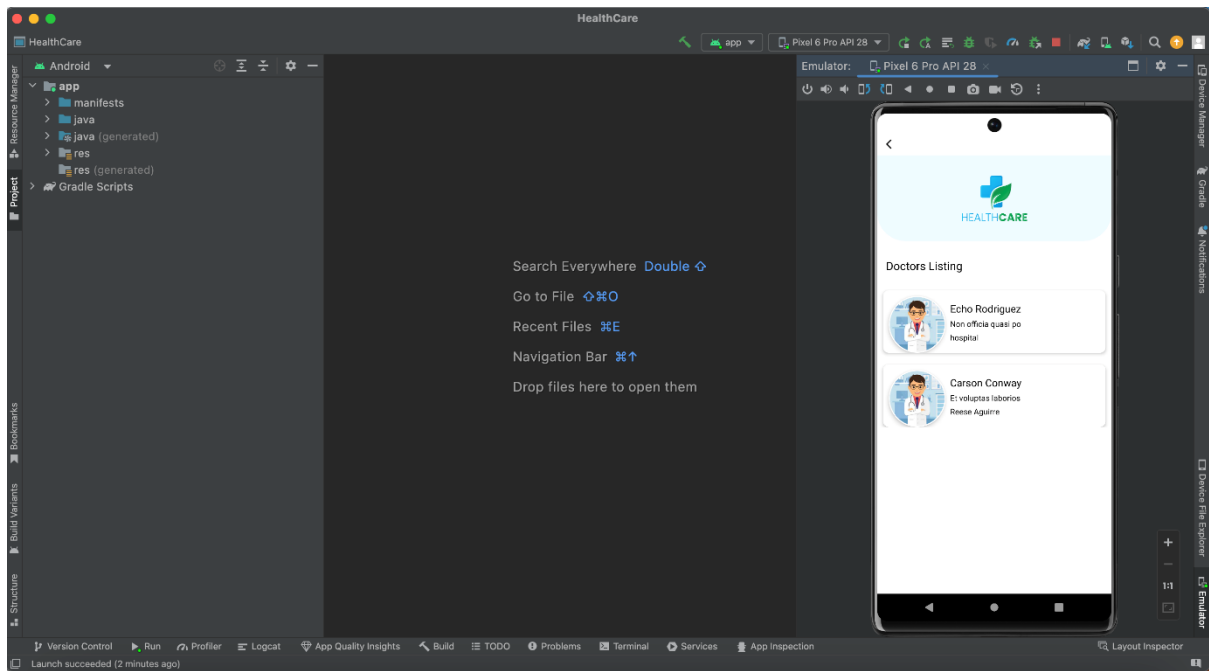 HealthCare
HealthCare
app
Pixel 6 Pro API 28
Android
Emulator:
Pixel 6 Pro API 28
app
manifests
java
java (generated)
res
res (generated)
Gradle Scripts
Resource Manager
Project
Bookmarks
Build Variants
Structure
Search Everywhere Double ⇧
Go to File ⇧⌘O
Recent Files ⌘E
Navigation Bar ⌘↑
Drop files here to open them
HEALTHCARE
Doctors Listing
Echo Rodriguez
Non officia quasi po
hospital
Carson Conway
Et voluptas laborios
Reese Aguirre
1:1
Device Manager
Gradle
Notifications
Device File Explorer
Emulator
Version Control
Run
Profiler
Logcat
App Quality Insights
Build
TODO
Problems
Terminal
Services
App Inspection
Layout Inspector
Launch succeeded (2 minutes ago)